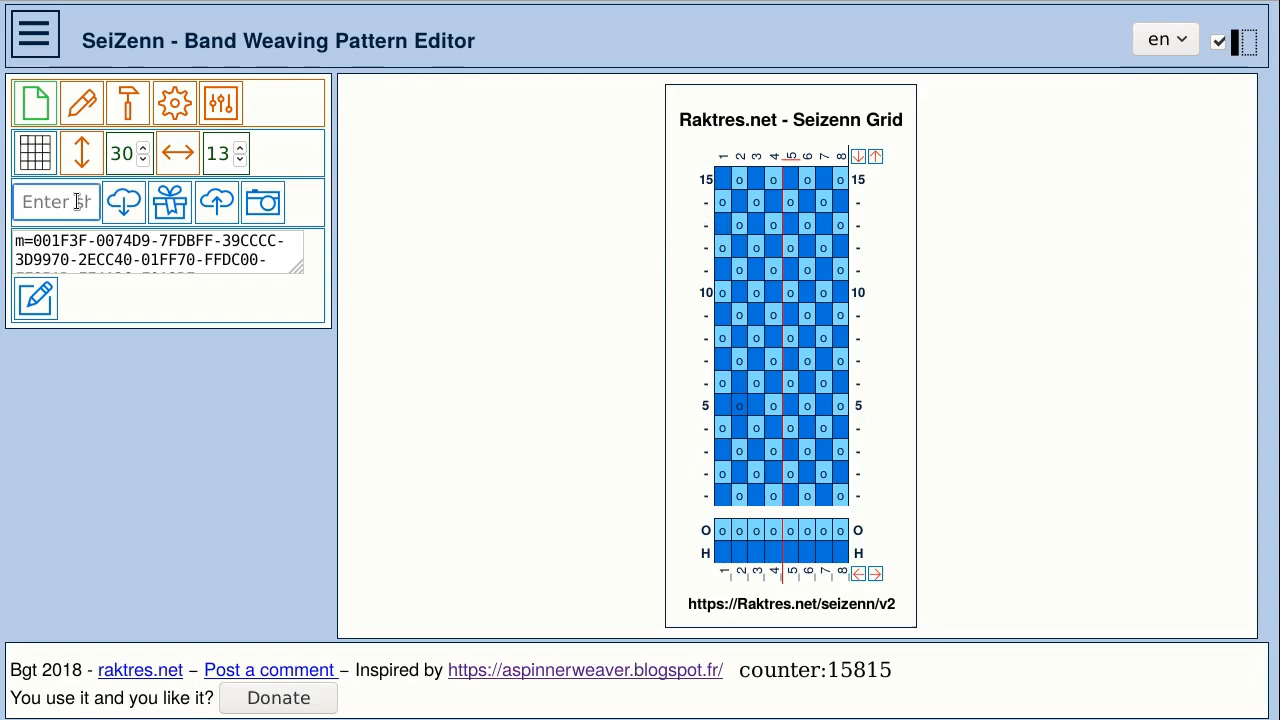 SeiZenn - Band Weaving Pattern Editor
en
30
13
Enter
m=001F3F-0074D9-7FDBFF-39CCCC-
3D9970-2ECC40-01FF70-FFDC00-
Raktres.net - Seizenn Grid
1 2 3 4 5 6 7 8
15 o o o o 15
- o o o o -
- o o o o -
- o o o o -
- o o o o -
10 o o o o 10
- o o o o -
- o o o o -
- o o o o -
- o o o o -
5 o o o o 5
- o o o o -
- o o o o -
- o o o o -
- o o o o -
O o o o o o o o o O
H H
1 2 3 4 5 6 7 8
https://Raktres.net/seizenn/v2
Bgt 2018 - raktres.net – Post a comment – Inspired by https://aspinnerweaver.blogspot.fr/ counter:15815
You use it and you like it? Donate